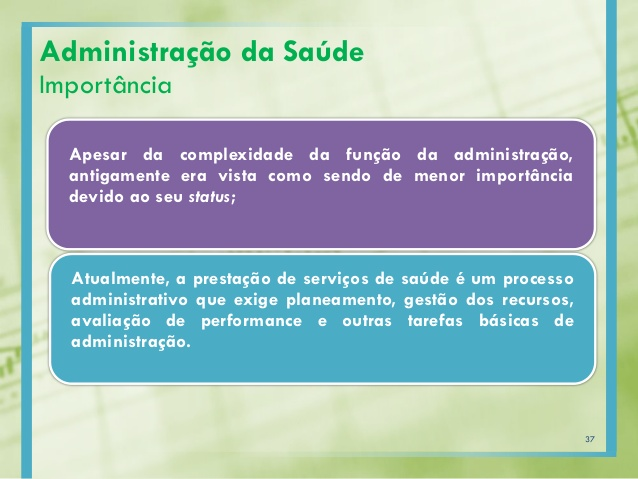 Administração da Saúde
Importância
Apesar da complexidade da função da administração,
antigamente era vista como sendo de menor importância
devido ao seu status;
Atualmente, a prestação de serviços de saúde é um processo
administrativo que exige planeamento, gestão dos recursos,
avaliação de performance e outras tarefas básicas de
administração.
37